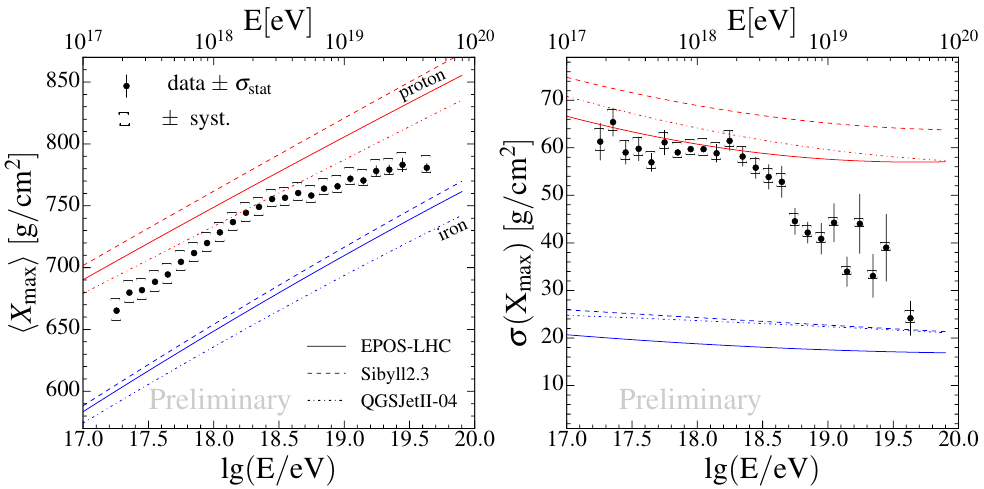 E[eV]
10^17 10^18 10^19 10^20
850
800
750
700
650
600
⟨X_max⟩ [g/cm^2]
data ± σ_stat
± syst.
proton
iron
EPOS-LHC
Sibyll2.3
QGSJetII-04
Preliminary
17.0 17.5 18.0 18.5 19.0 19.5 20.0
lg(E/eV)
E[eV]
10^17 10^18 10^19 10^20
70
60
50
40
30
20
10
σ(X_max) [g/cm^2]
Preliminary
17.0 17.5 18.0 18.5 19.0 19.5 20.0
lg(E/eV)